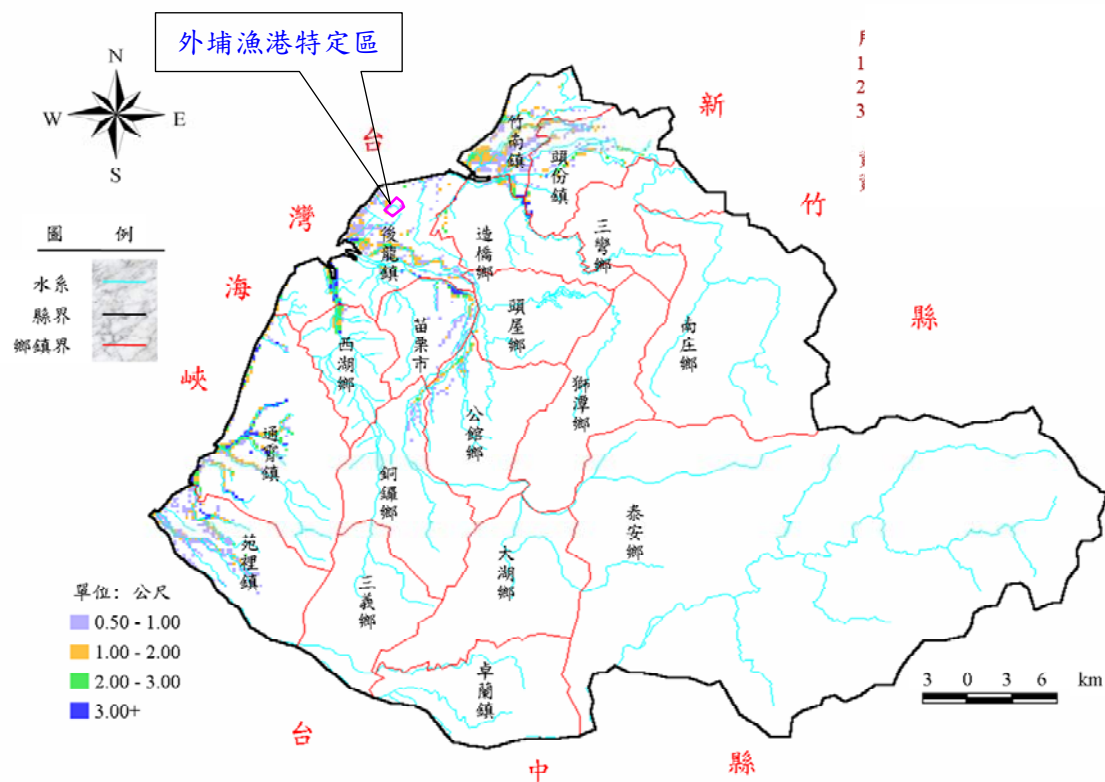 外埔漁港特定區
N
W E
S
台
灣
海
峽
新
竹
縣
台
中
縣
圖 例
水系
縣界
鄉鎮界
竹南鎮
頭份鎮
後龍鎮
造橋鄉
三彎鄉
西湖鄉
苗栗市
頭屋鄉
南庄鄉
獅潭鄉
公館鄉
通霄鎮
銅鑼鄉
泰安鄉
苑裡鎮
三義鄉
大湖鄉
卓蘭鎮
單位：公尺
0.50 - 1.00
1.00 - 2.00
2.00 - 3.00
3.00+
3 0 3 6 km
1
2
3